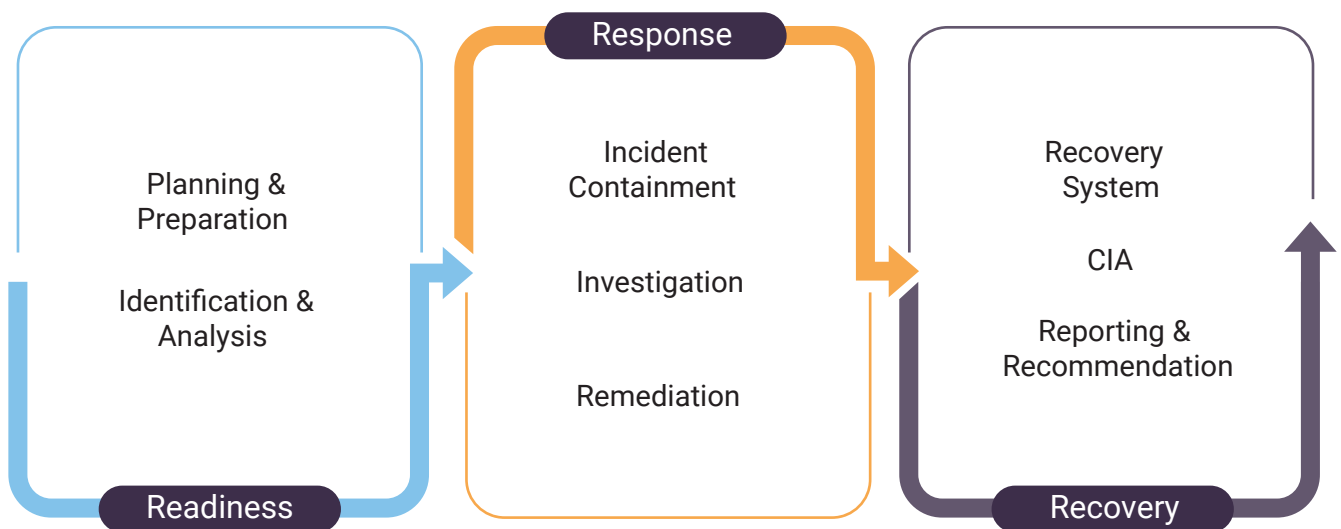 Planning &
Preparation
Identification &
Analysis
Readiness
Response
Incident
Containment
Investigation
Remediation
Recovery
System
CIA
Reporting &
Recommendation
Recovery